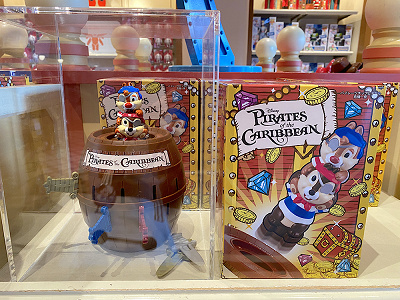 PIRATES of the CARIBBEAN
Disney
PIRATES
of the
CARIBBEAN